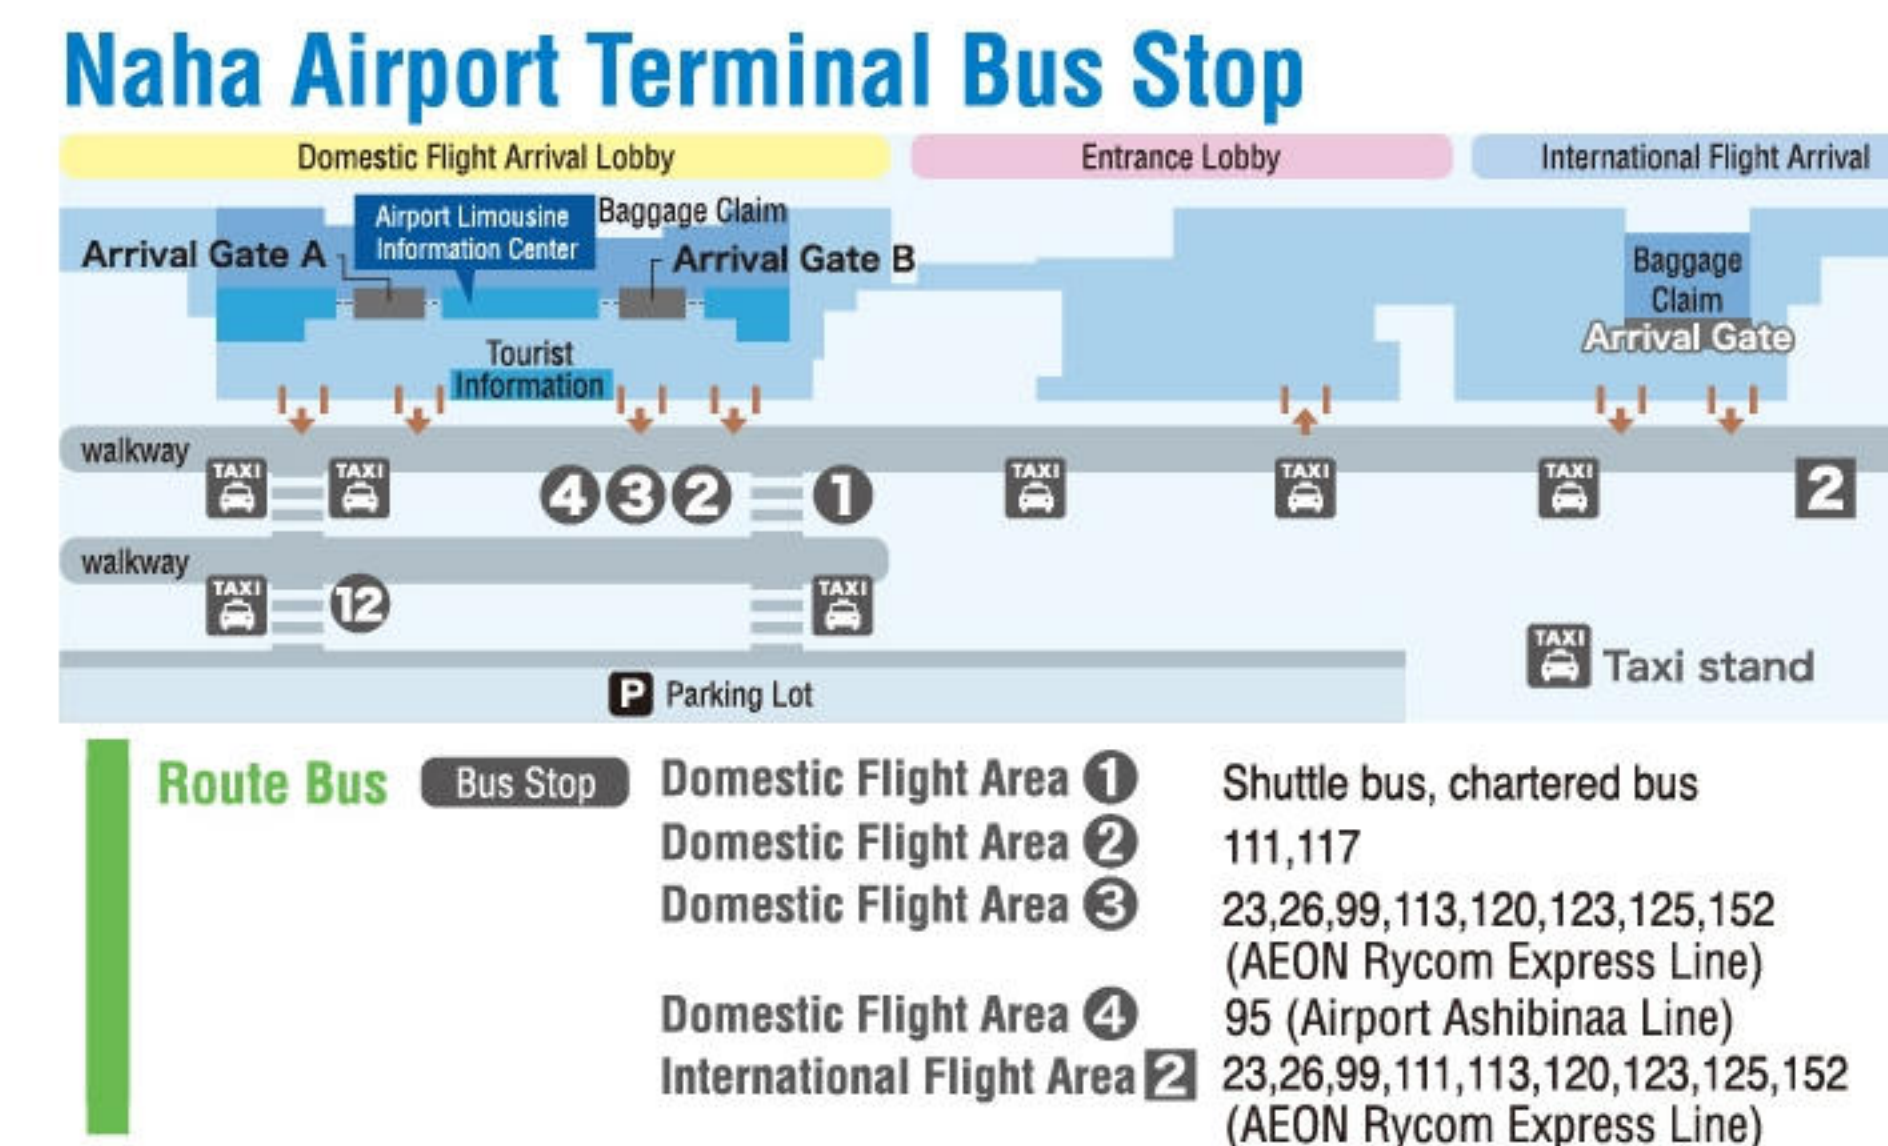 Naha Airport Terminal Bus Stop
Domestic Flight Arrival Lobby
Entrance Lobby
International Flight Arrival
Airport Limousine
Information Center
Baggage Claim
Arrival Gate A
Arrival Gate B
Baggage
Claim
Arrival Gate
Tourist
Information
walkway
TAXI
TAXI
4 3 2
1
TAXI
TAXI
TAXI
2
walkway
TAXI
12
TAXI
TAXI
Taxi stand
P Parking Lot
Route Bus Bus Stop Domestic Flight Area 1 Shuttle bus, chartered bus
Domestic Flight Area 2 111,117
Domestic Flight Area 3 23,26,99,113,120,123,125,152
(AEON Rycom Express Line)
Domestic Flight Area 4 95 (Airport Ashibinaa Line)
International Flight Area 2 23,26,99,111,113,120,123,125,152
(AEON Rycom Express Line)